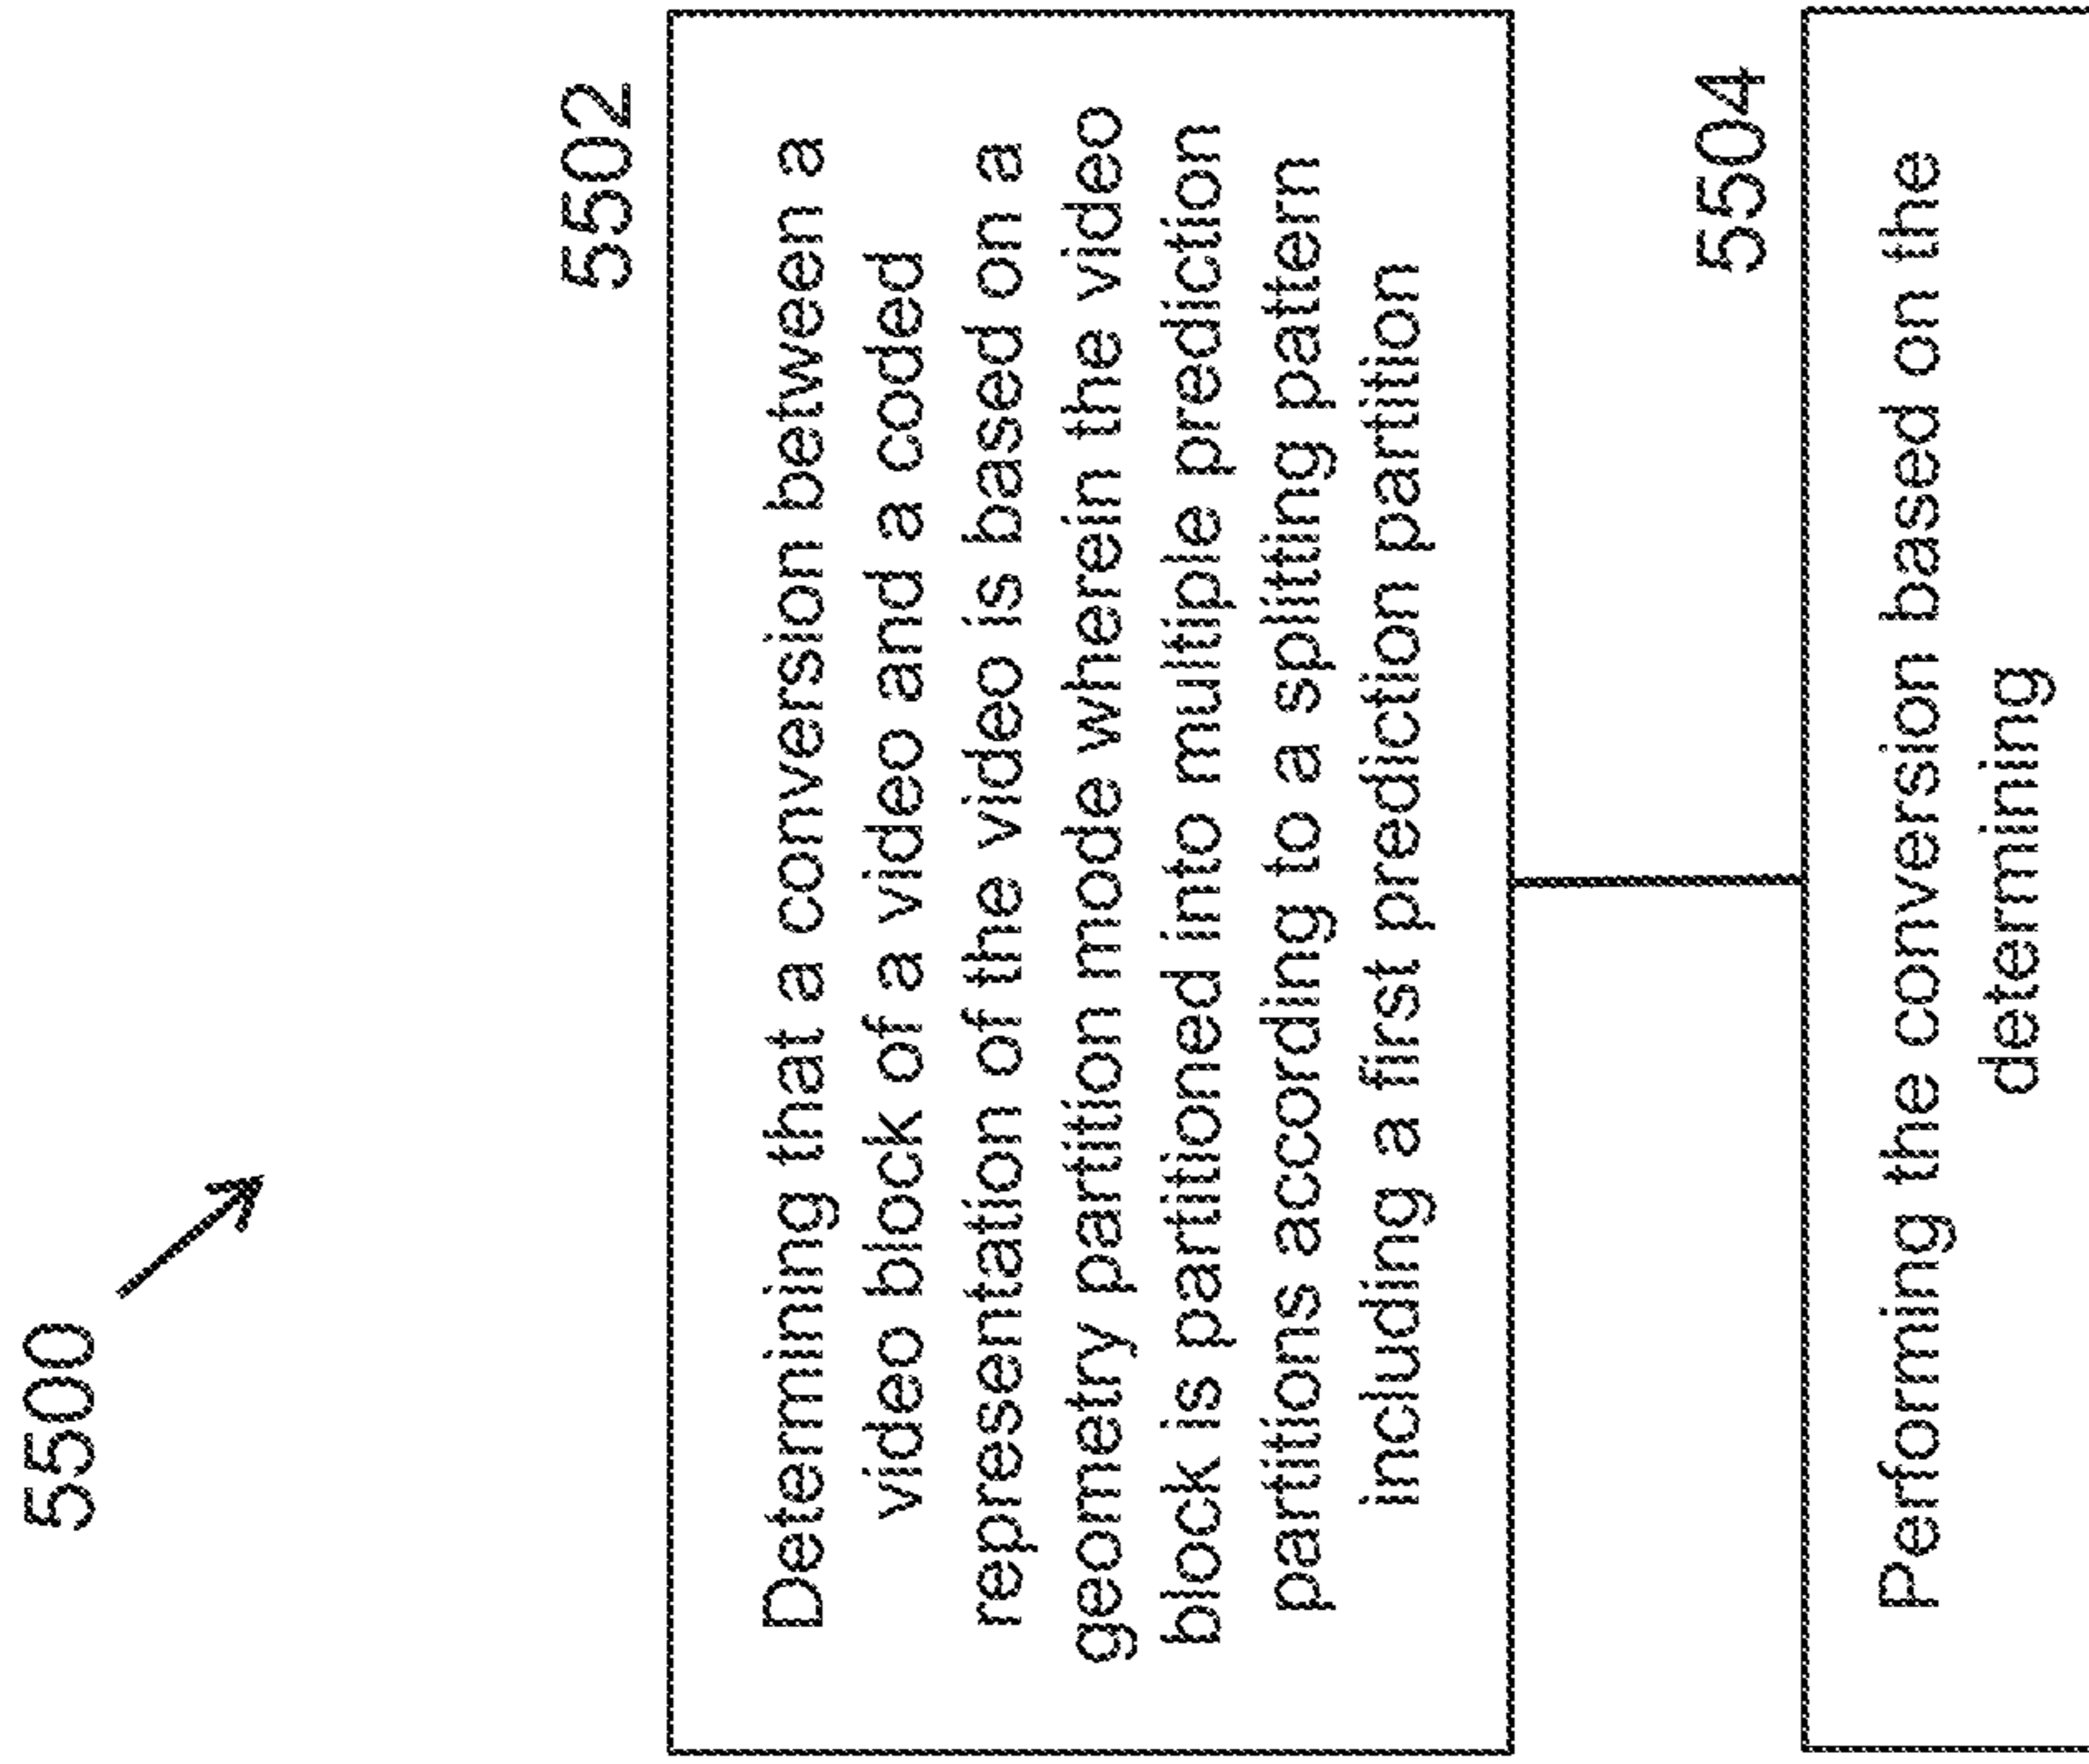 5500
5502
Determining that a conversion between a
video block of a video and a coded
representation of the video is based on a
geometry partition mode wherein the video
block is partitioned into multiple prediction
partitions according to a splitting pattern
including a first prediction partition
5504
Performing the conversion based on the
determining